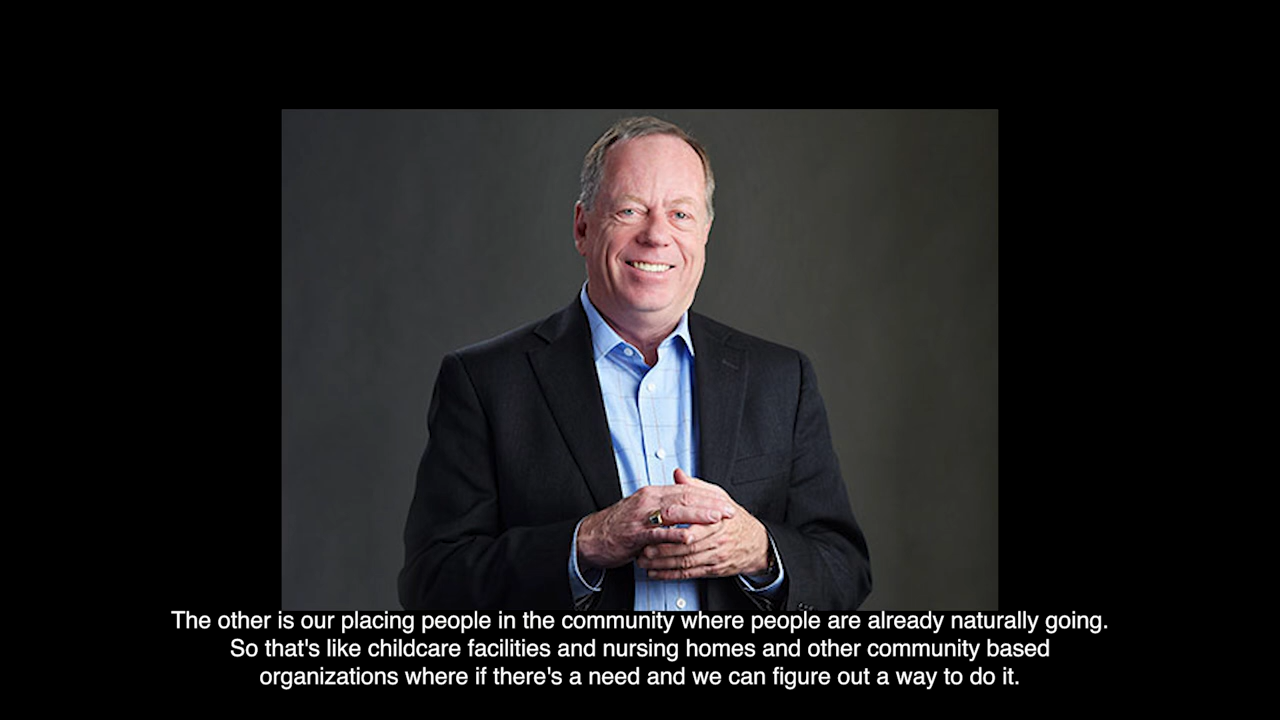 The other is our placing people in the community where people are already naturally going.
So that's like childcare facilities and nursing homes and other community based
organizations where if there's a need and we can figure out a way to do it.